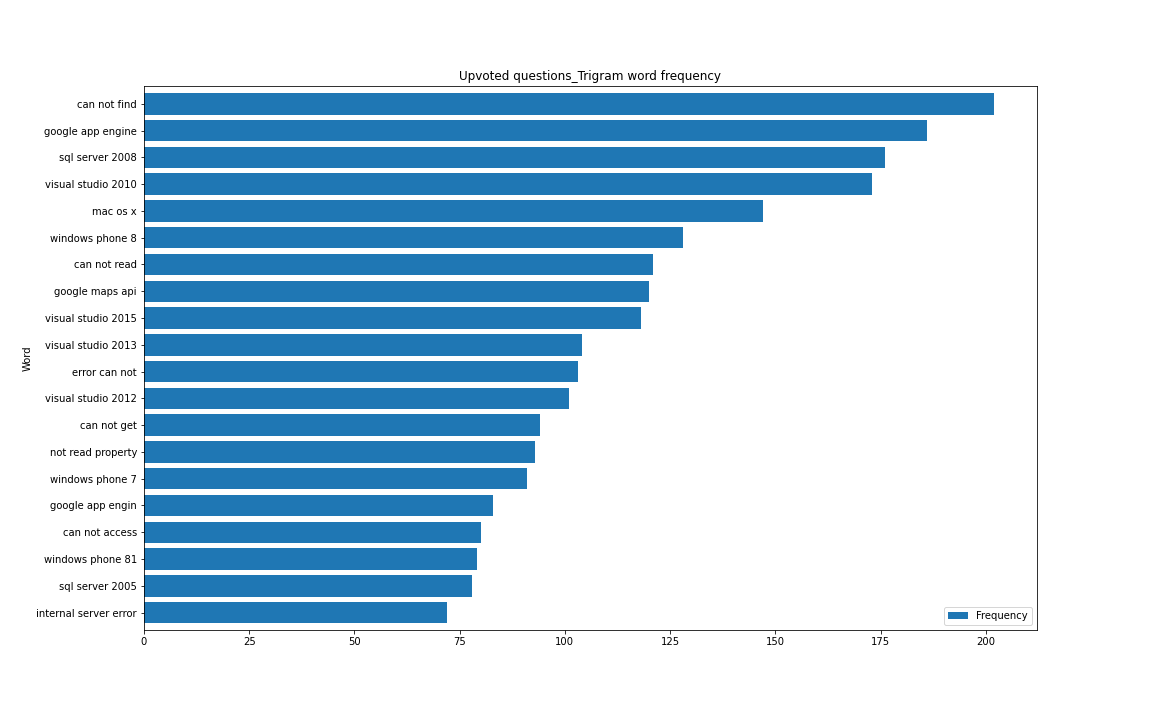 Upvoted questions_Trigram word frequency
can not find
google app engine
sql server 2008
visual studio 2010
mac os x
windows phone 8
can not read
google maps api
visual studio 2015
visual studio 2013
error can not
visual studio 2012
can not get
not read property
windows phone 7
google app engin
can not access
windows phone 81
sql server 2005
internal server error
Word
Frequency
0 25 50 75 100 125 150 175 200